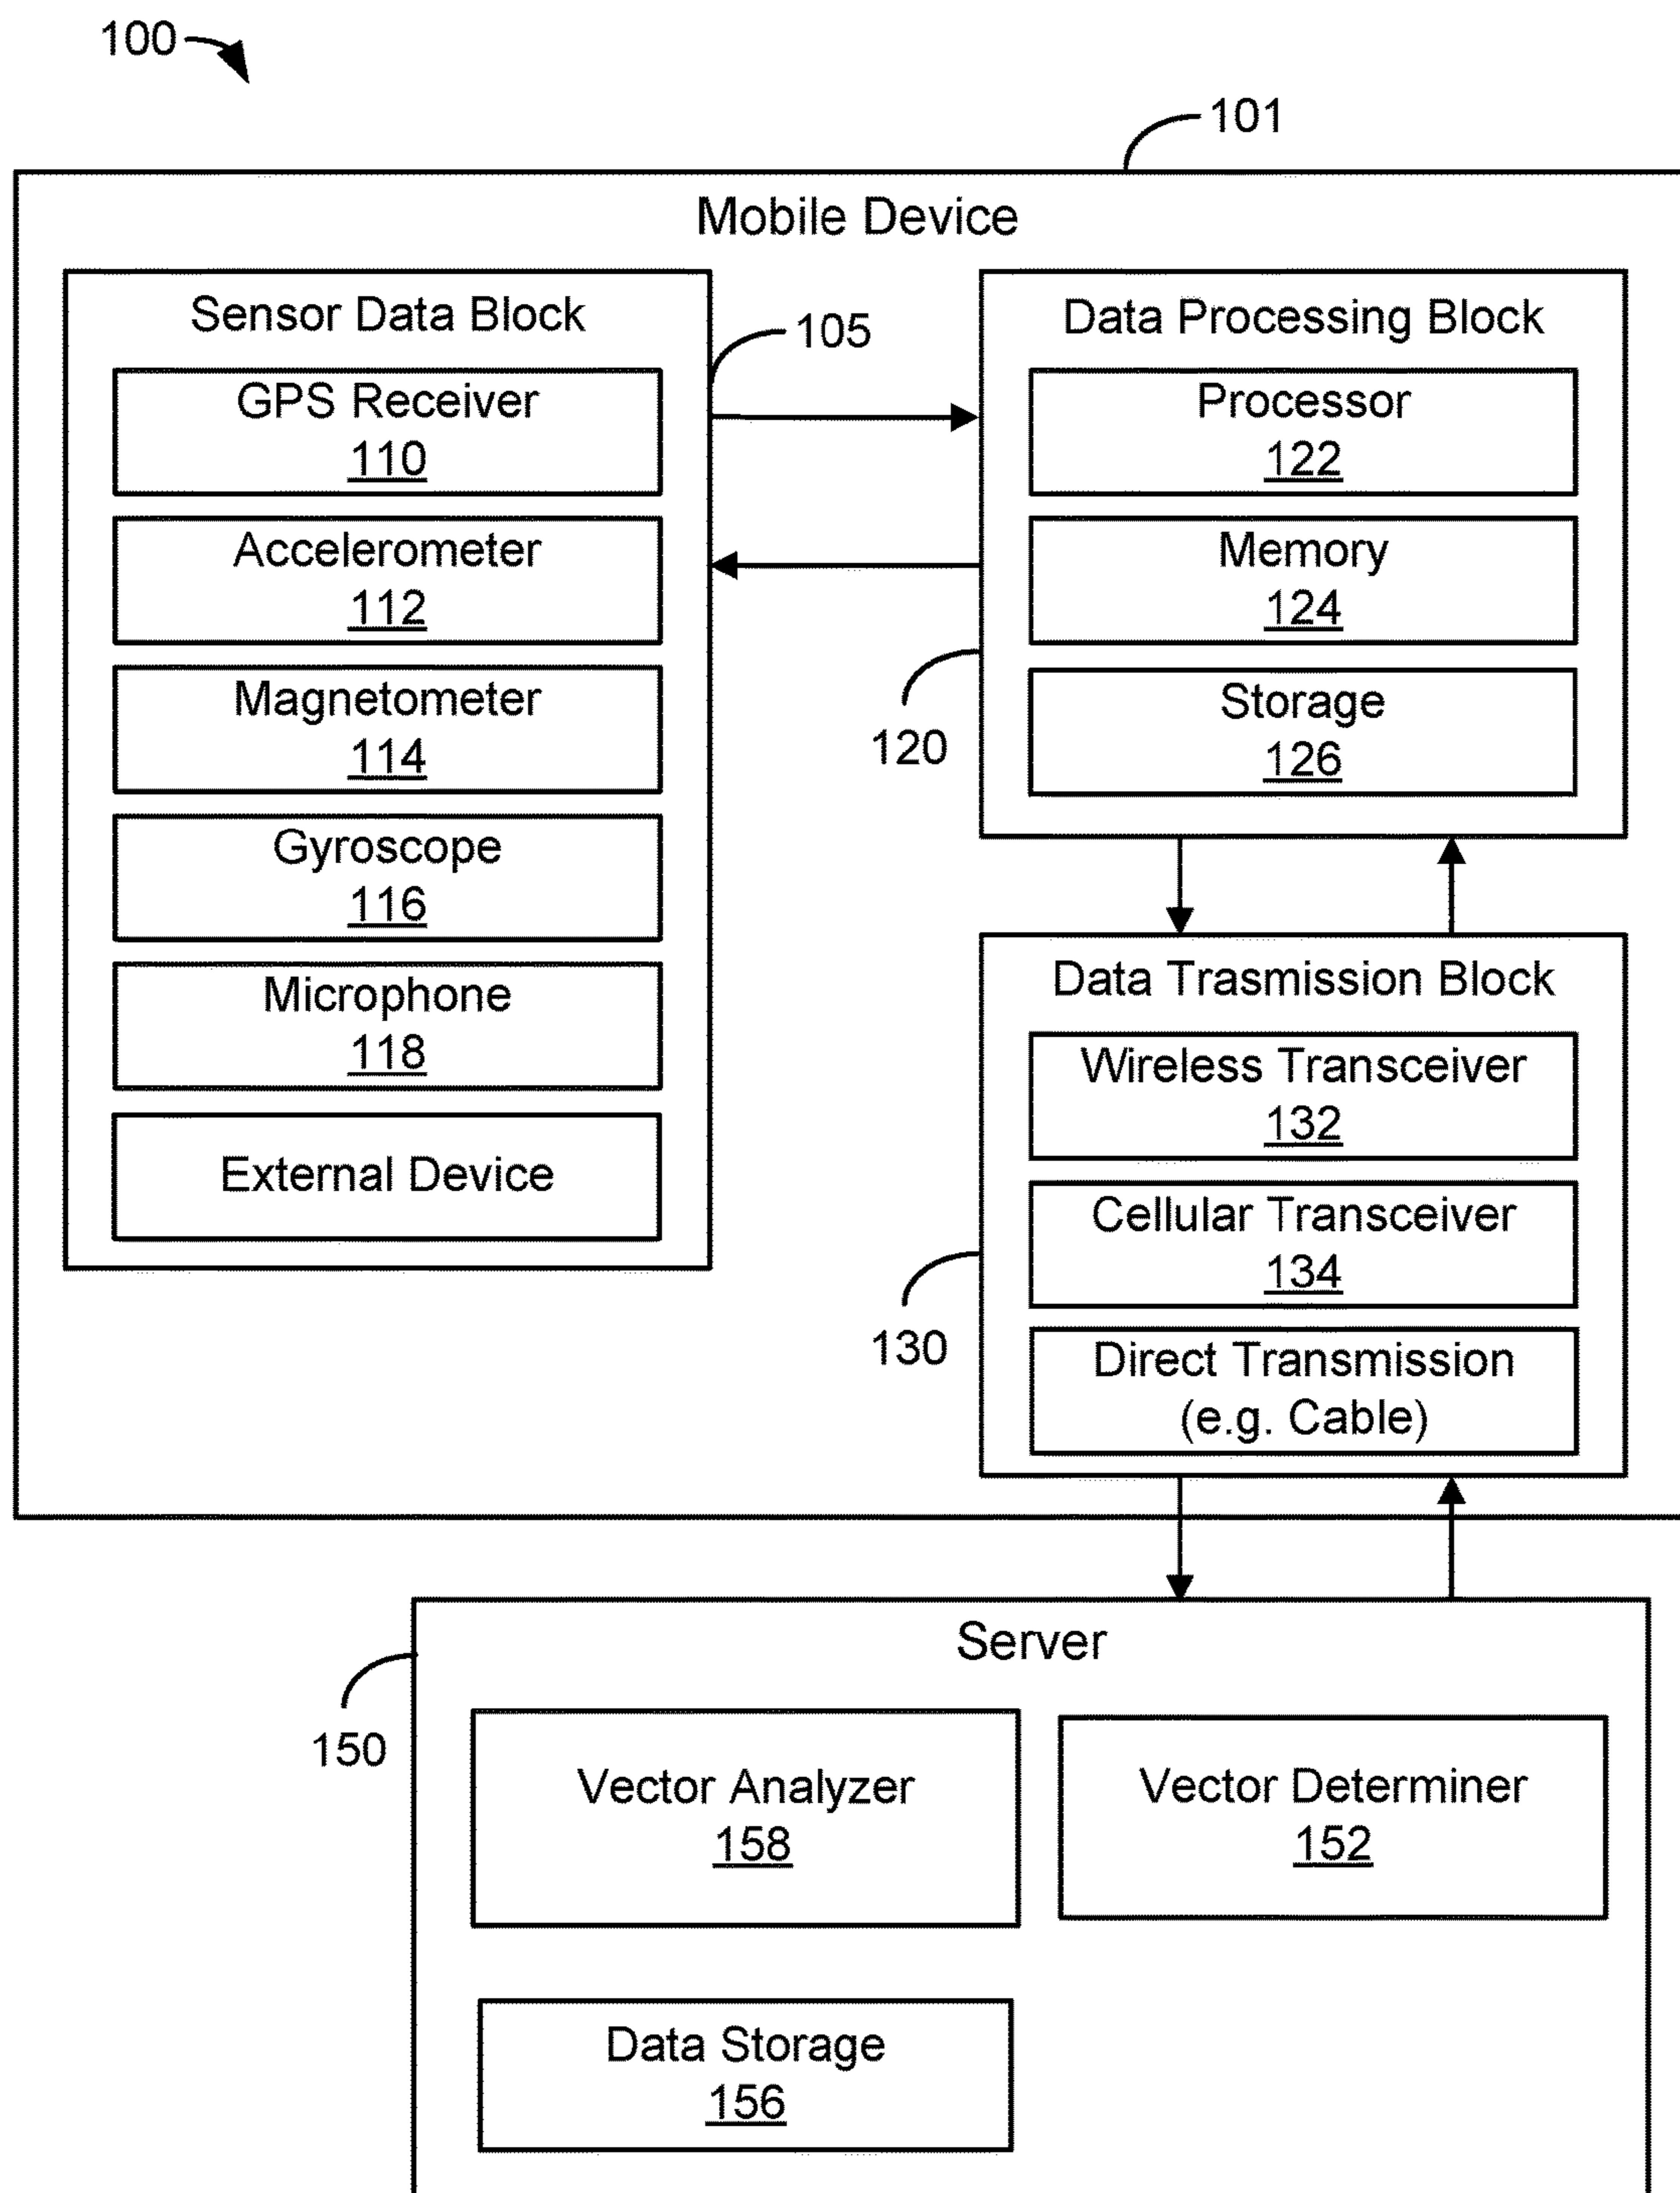 100
101
Mobile Device
Sensor Data Block
105
GPS Receiver
110
Accelerometer
112
Magnetometer
114
Gyroscope
116
Microphone
118
External Device
Data Processing Block
Processor
122
Memory
124
Storage
126
120
Data Trasmission Block
Wireless Transceiver
132
Cellular Transceiver
134
Direct Transmission
(e.g. Cable)
130
Server
150
Vector Analyzer
158
Vector Determiner
152
Data Storage
156